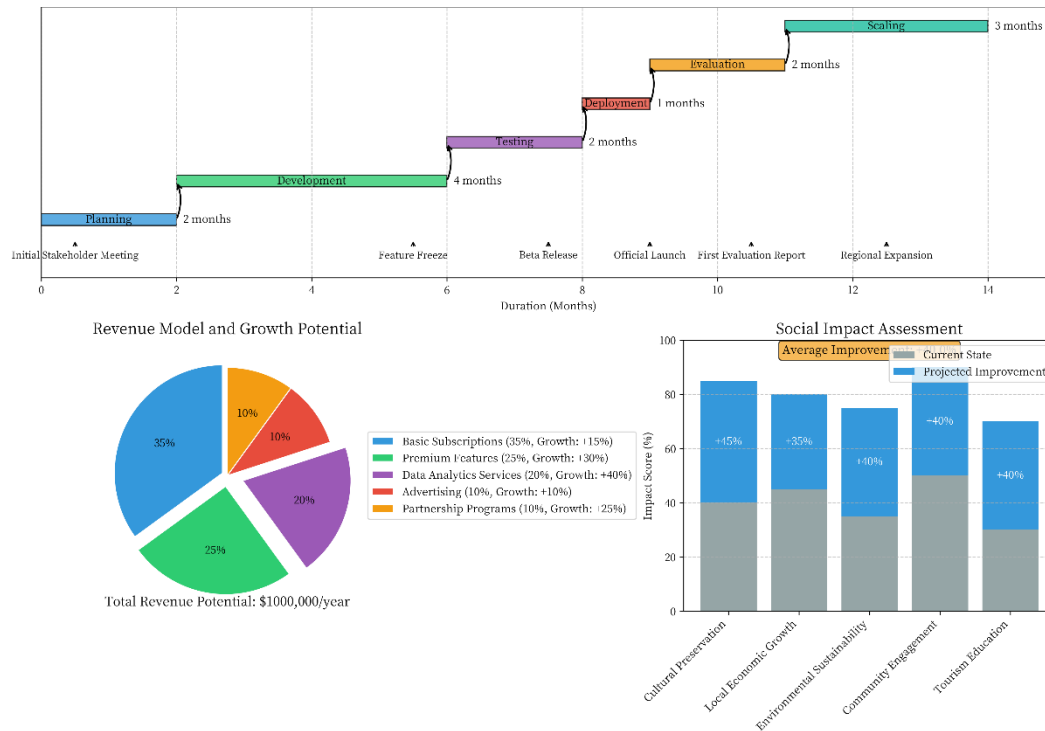 Scaling
3 months
Evaluation
2 months
Deployment
1 months
Testing
2 months
Development
4 months
Planning
2 months
Initial Stakeholder Meeting
Feature Freeze
Beta Release
Official Launch
First Evaluation Report
Regional Expansion
0 2 4 6 8 10 12 14
Duration (Months)
Revenue Model and Growth Potential
35%
25%
20%
10%
10%
Basic Subscriptions (35%, Growth: +15%)
Premium Features (25%, Growth: +30%)
Data Analytics Services (20%, Growth: +40%)
Advertising (10%, Growth: +10%)
Partnership Programs (10%, Growth: +25%)
Total Revenue Potential: $1000,000/year
Social Impact Assessment
Average
Current State
Projected Improvement
Impact Score (%)
100
80
60
40
20
0
+45%
+35%
+40%
+40%
+40%
Cultural Preservation
Local Economic Growth
Environmental Sustainability
Community Engagement
Tourism Education